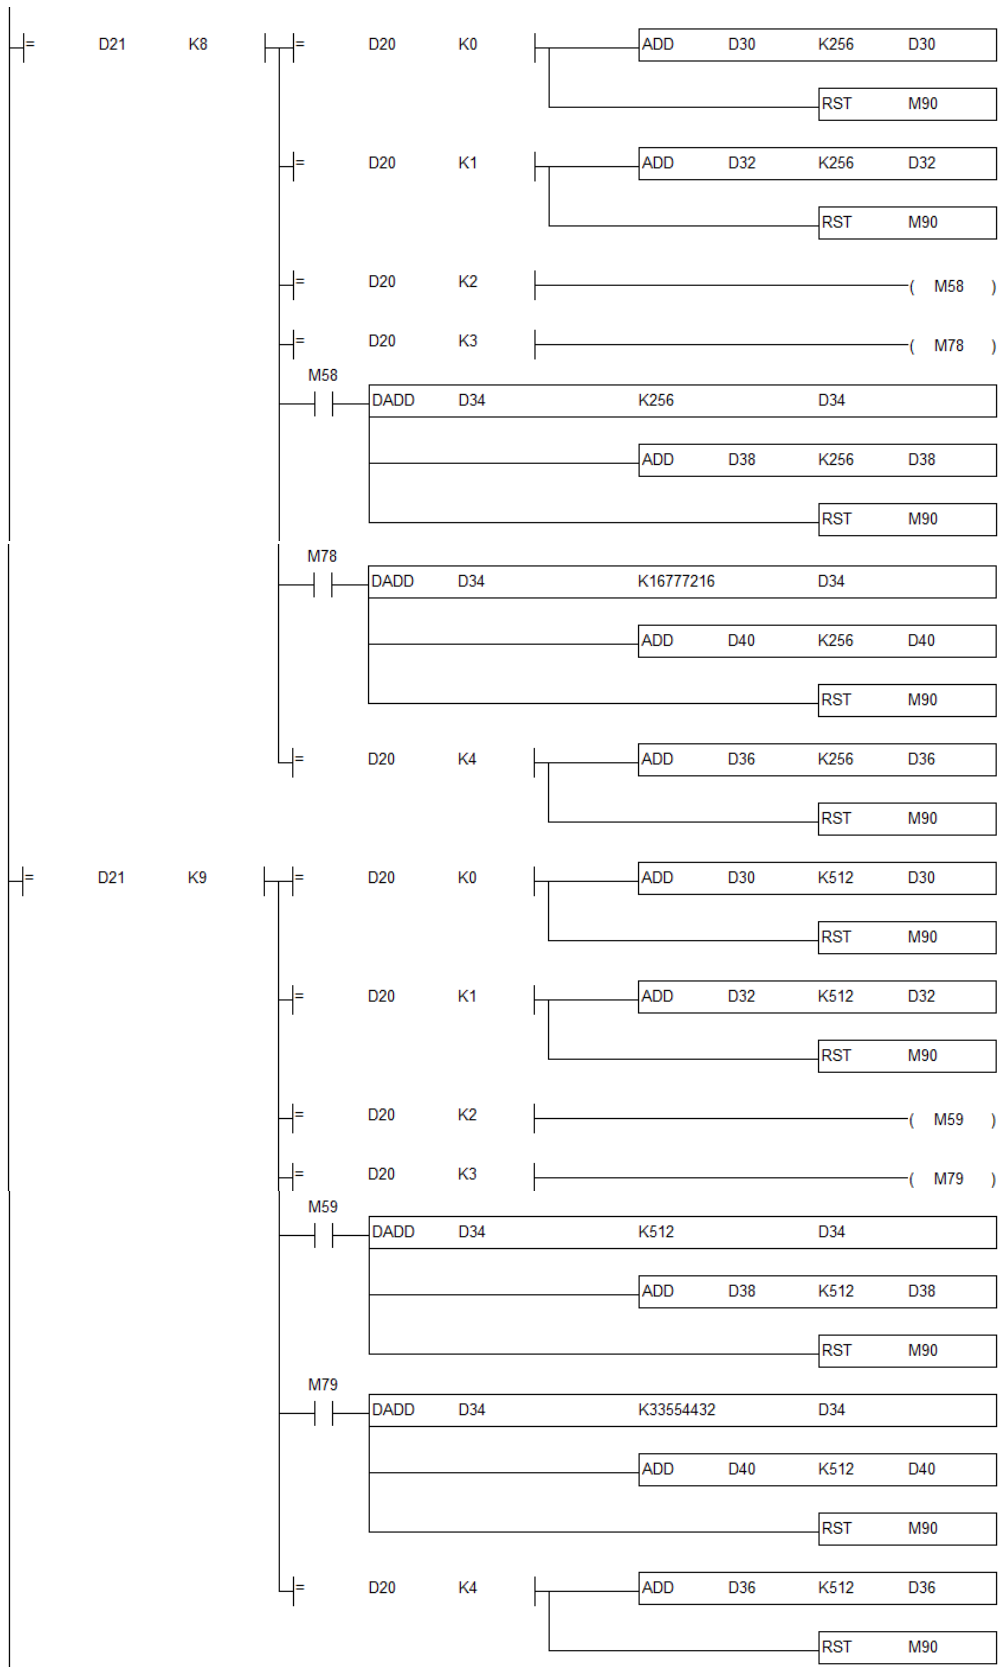 = D21 K8 = D20 K0 ADD D30 K256 D30
RST M90
= D20 K1 ADD D32 K256 D32
RST M90
= D20 K2 ( M58 )
= D20 K3 ( M78 )
M58
DADD D34 K256 D34
ADD D38 K256 D38
RST M90
M78
DADD D34 K16777216 D34
ADD D40 K256 D40
RST M90
= D20 K4 ADD D36 K256 D36
RST M90
= D21 K9 = D20 K0 ADD D30 K512 D30
RST M90
= D20 K1 ADD D32 K512 D32
RST M90
= D20 K2 ( M59 )
= D20 K3 ( M79 )
M59
DADD D34 K512 D34
ADD D38 K512 D38
RST M90
M79
DADD D34 K33554432 D34
ADD D40 K512 D40
RST M90
= D20 K4 ADD D36 K512 D36
RST M90